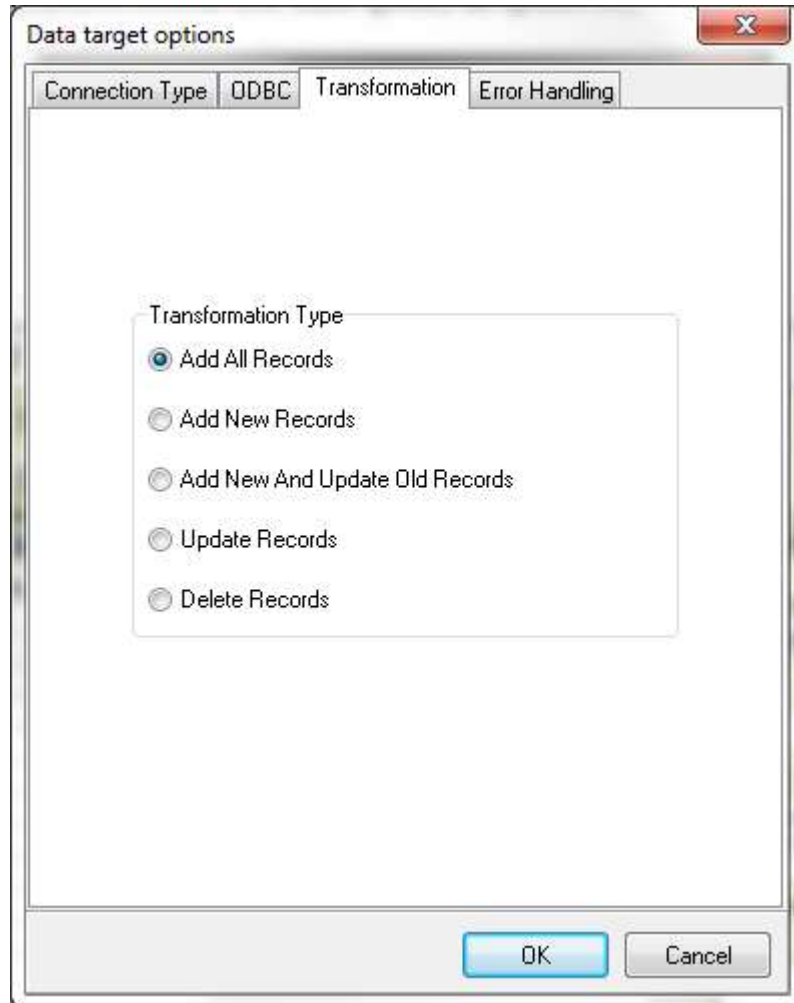 Data target options
Connection Type
ODBC
Transformation
Error Handling
Transformation Type
Add All Records
Add New Records
Add New And Update Old Records
Update Records
Delete Records
OK
Cancel